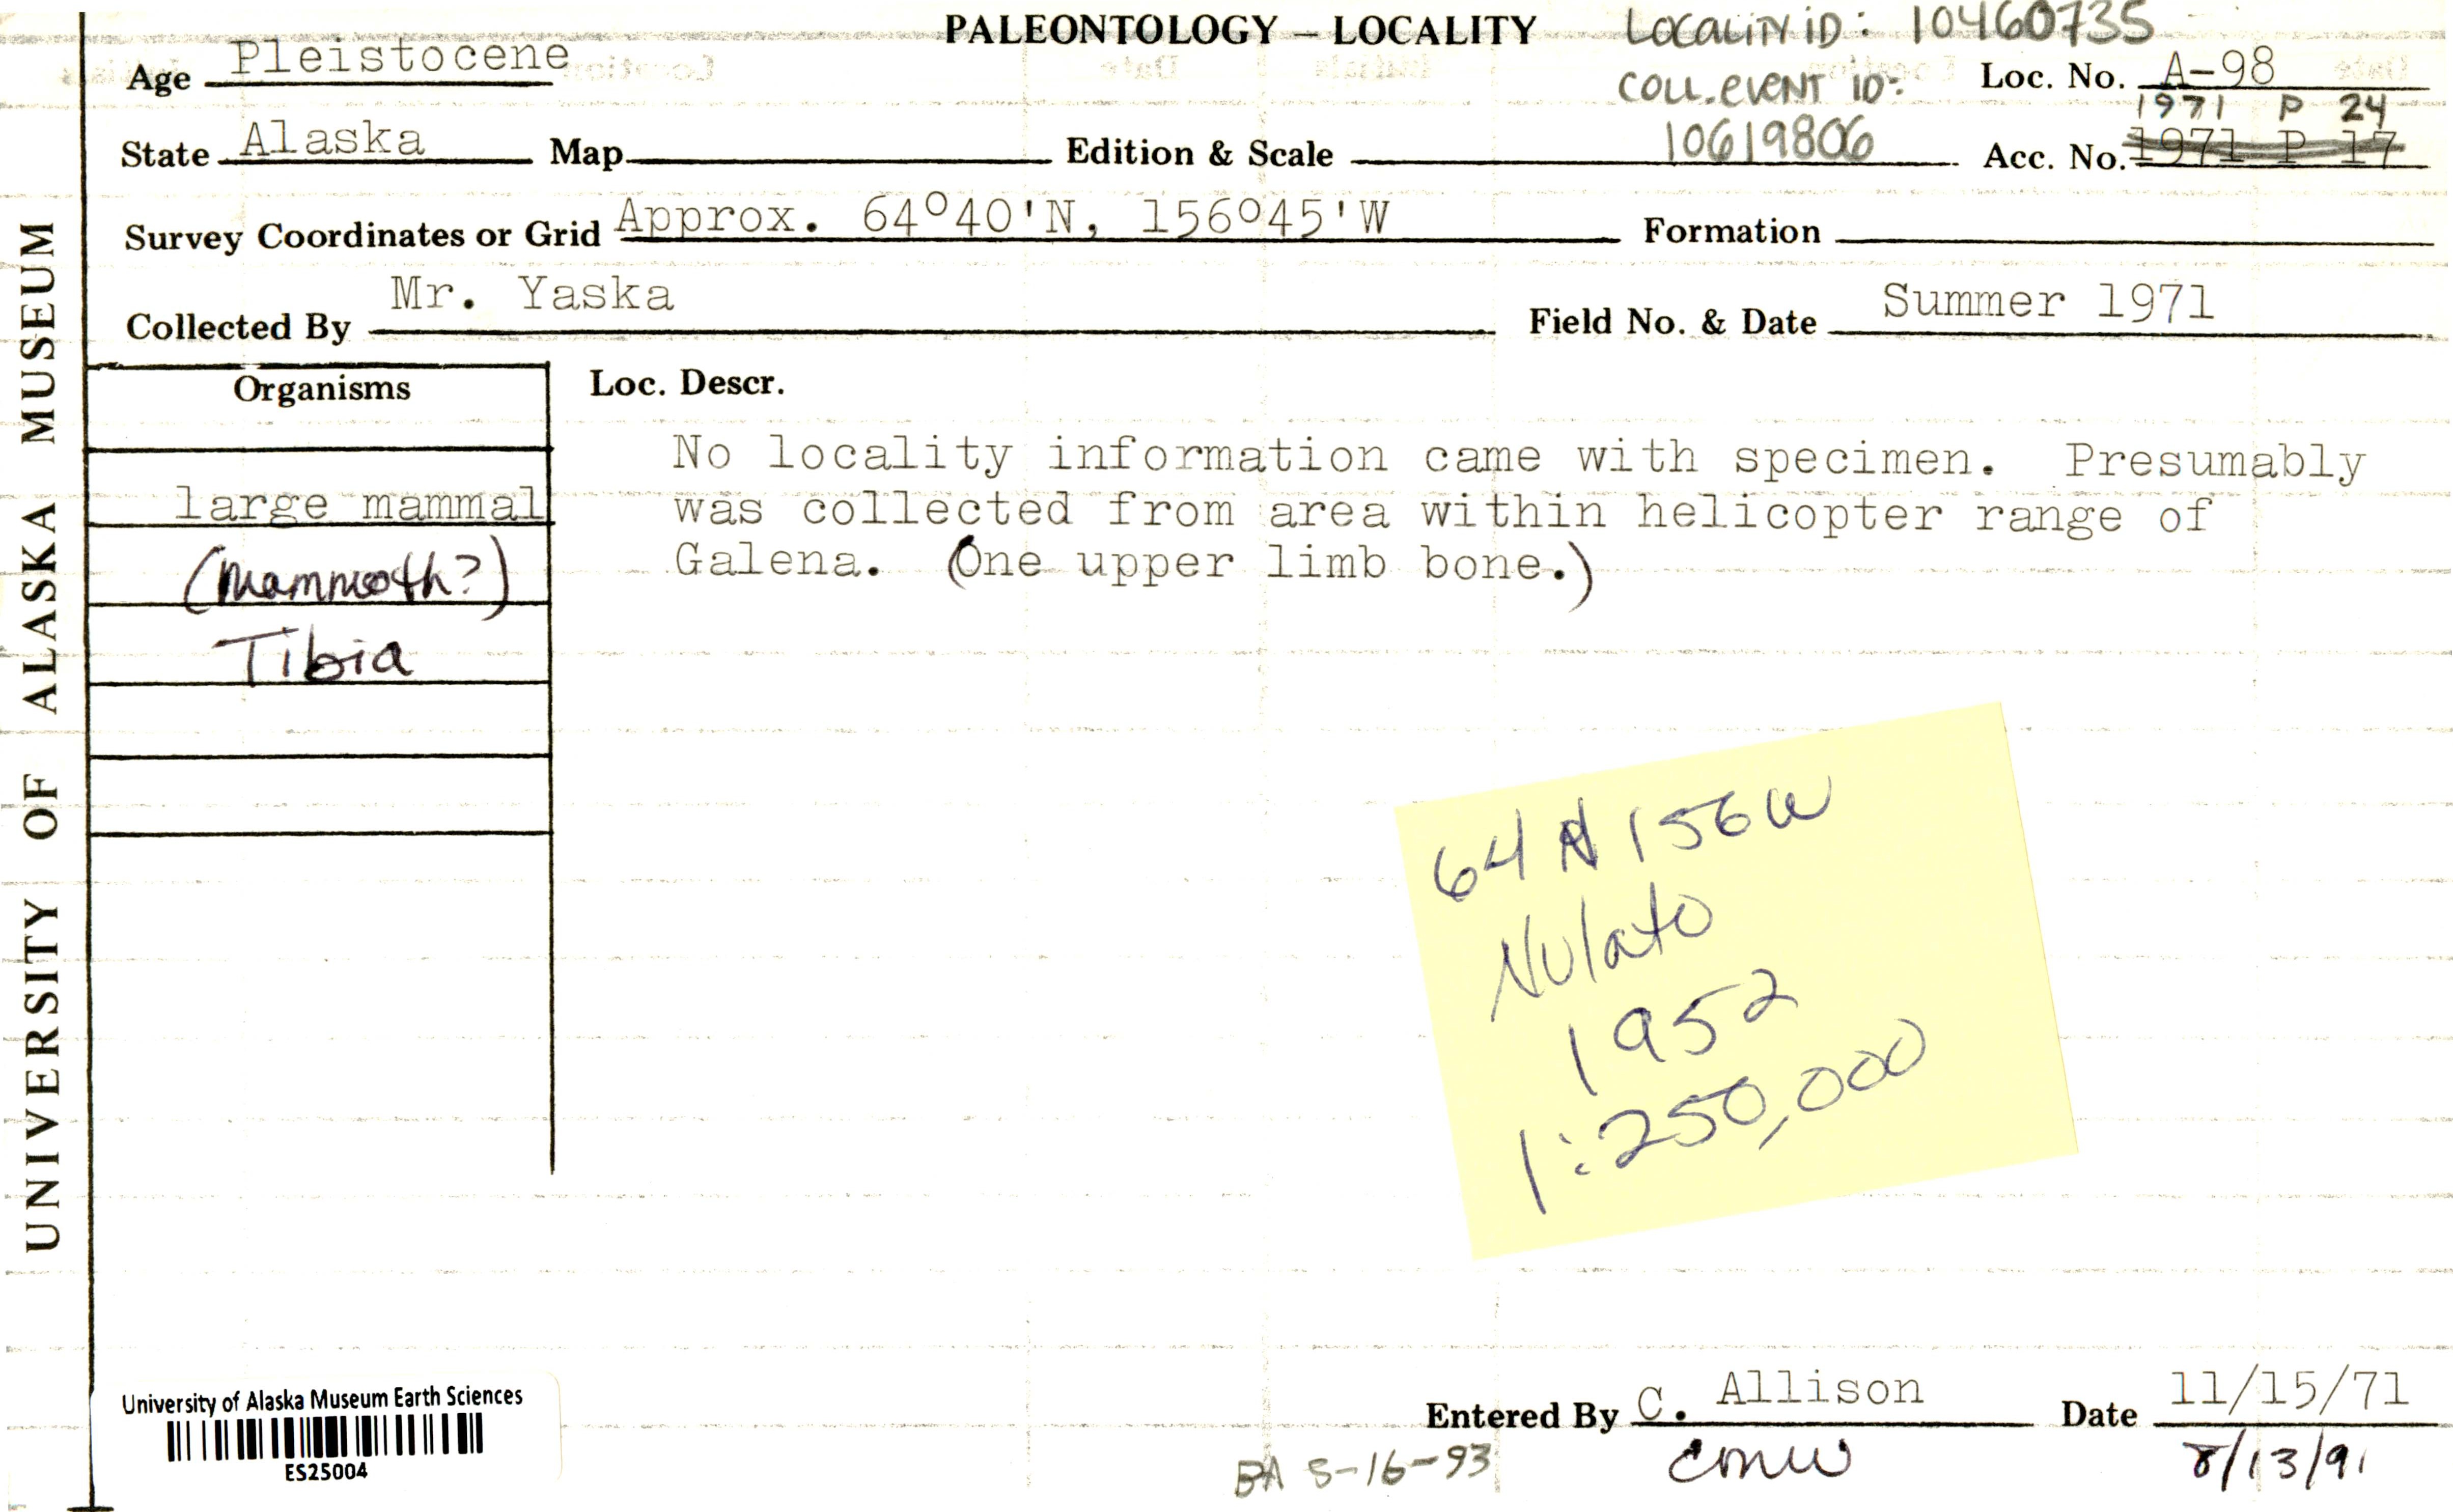 PALEONTOLOGY – LOCALITY
Locality ID: 10460735
Age Pleistocene
Coll. event ID:
10619806
Loc. No. A-98
1971 P 24
State Alaska Map Edition & Scale Acc. No. 1971 P 17
Survey Coordinates or Grid Approx. 64°40'N, 156°45'W Formation
Collected By Mr. Yaska Field No. & Date Summer 1971
UNIVERSITY OF ALASKA MUSEUM
Organisms
large mammal
(Mammoth?)
Tibia
Loc. Descr.
No locality information came with specimen. Presumably
was collected from area within helicopter range of
Galena. (One upper limb bone.)
64 N 156 W
Nulato
1952
1:250,000
University of Alaska Museum Earth Sciences
ES25004
Entered By C. Allison Date 11/15/71
BA 5-16-93 CMW 8/13/91